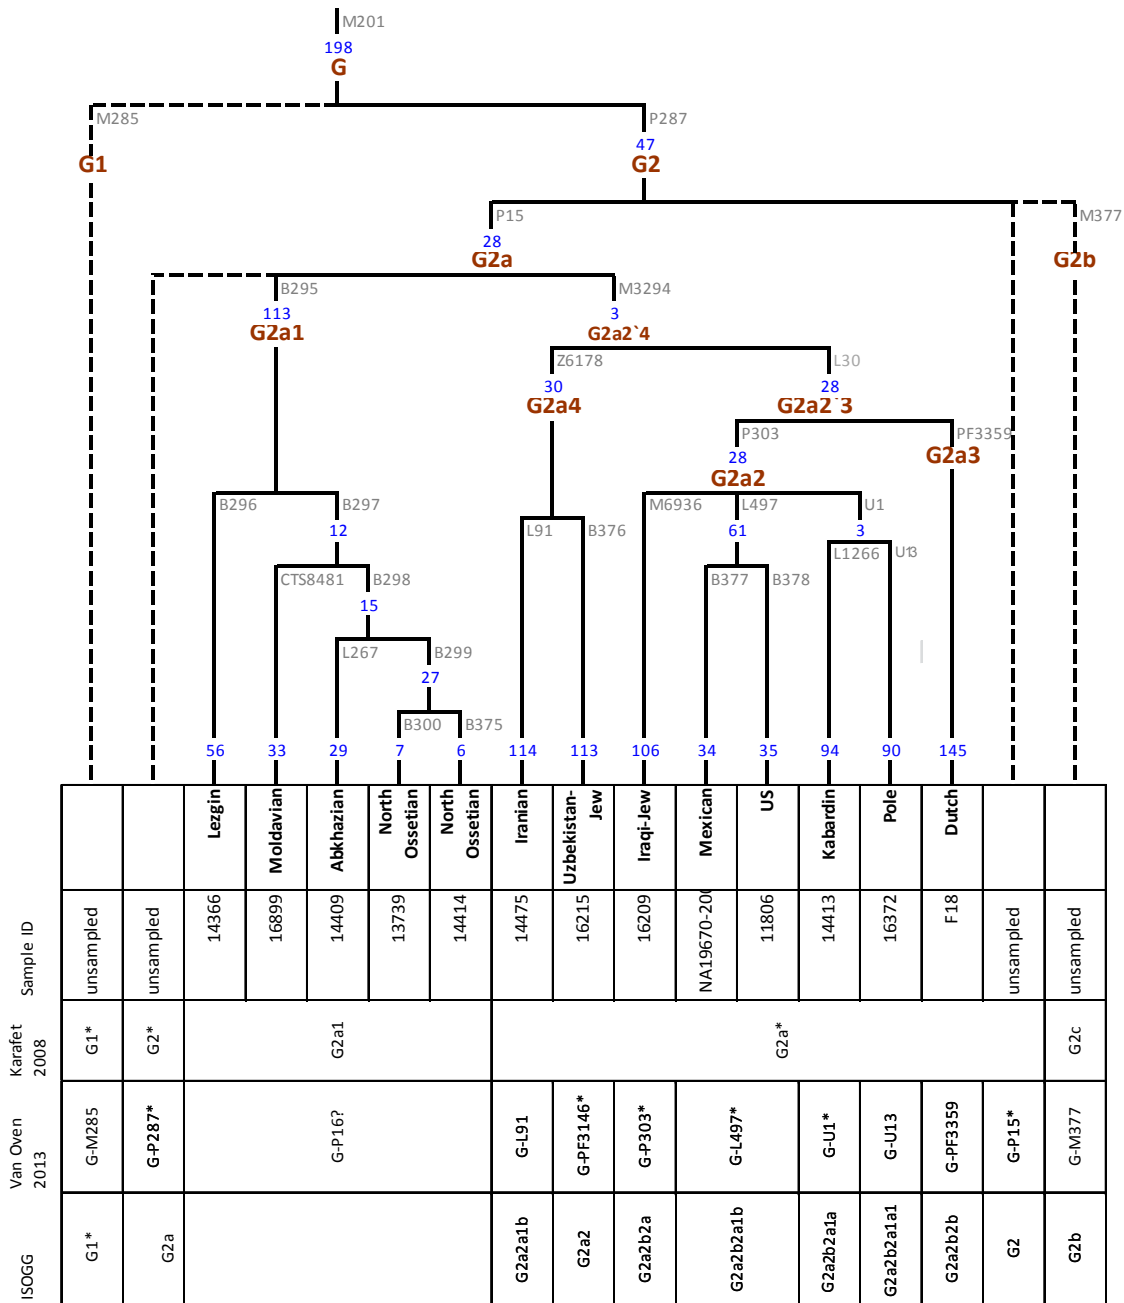 M201
198
G
M285
P287
G1
47
G2
P15
M377
28
G2a
G2b
B295
M3294
113
3
G2a1
G2a2`4
Z6178
L30
30
28
G2a4
G2a2`3
P303
PF3359
28
G2a3
G2a2
B296
B297
M6936
L497
U1
12
L91
B376
61
3
L1266
U13
CTS8481
B298
B377
B378
15
L267
B299
27
B300
B375
56
33
29
7
6
114
113
106
34
35
94
90
145
Lezgin
Moldavian
Abkhazian
North
Ossetian
North
Ossetian
Iranian
Uzbekistan-
Jew
Iraqi-Jew
Mexican
US
Kabardin
Pole
Dutch
Sample ID
unsampled
unsampled
14366
16899
14409
13739
14414
14475
16215
16209
NA19670-200
11806
14413
16372
F18
unsampled
unsampled
Karafet
2008
G1*
G2*
G2a1
G2a*
G2c
Van Oven
2013
G-M285
G-P287*
G-P16?
G-L91
G-PF3146*
G-P303*
G-L497*
G-U1*
G-U13
G-PF3359
G-P15*
G-M377
ISOGG
G1*
G2a
G2a2a1b
G2a2
G2a2b2a
G2a2b2a1b
G2a2b2a1a
G2a2b2a1a1
G2a2b2b
G2
G2b